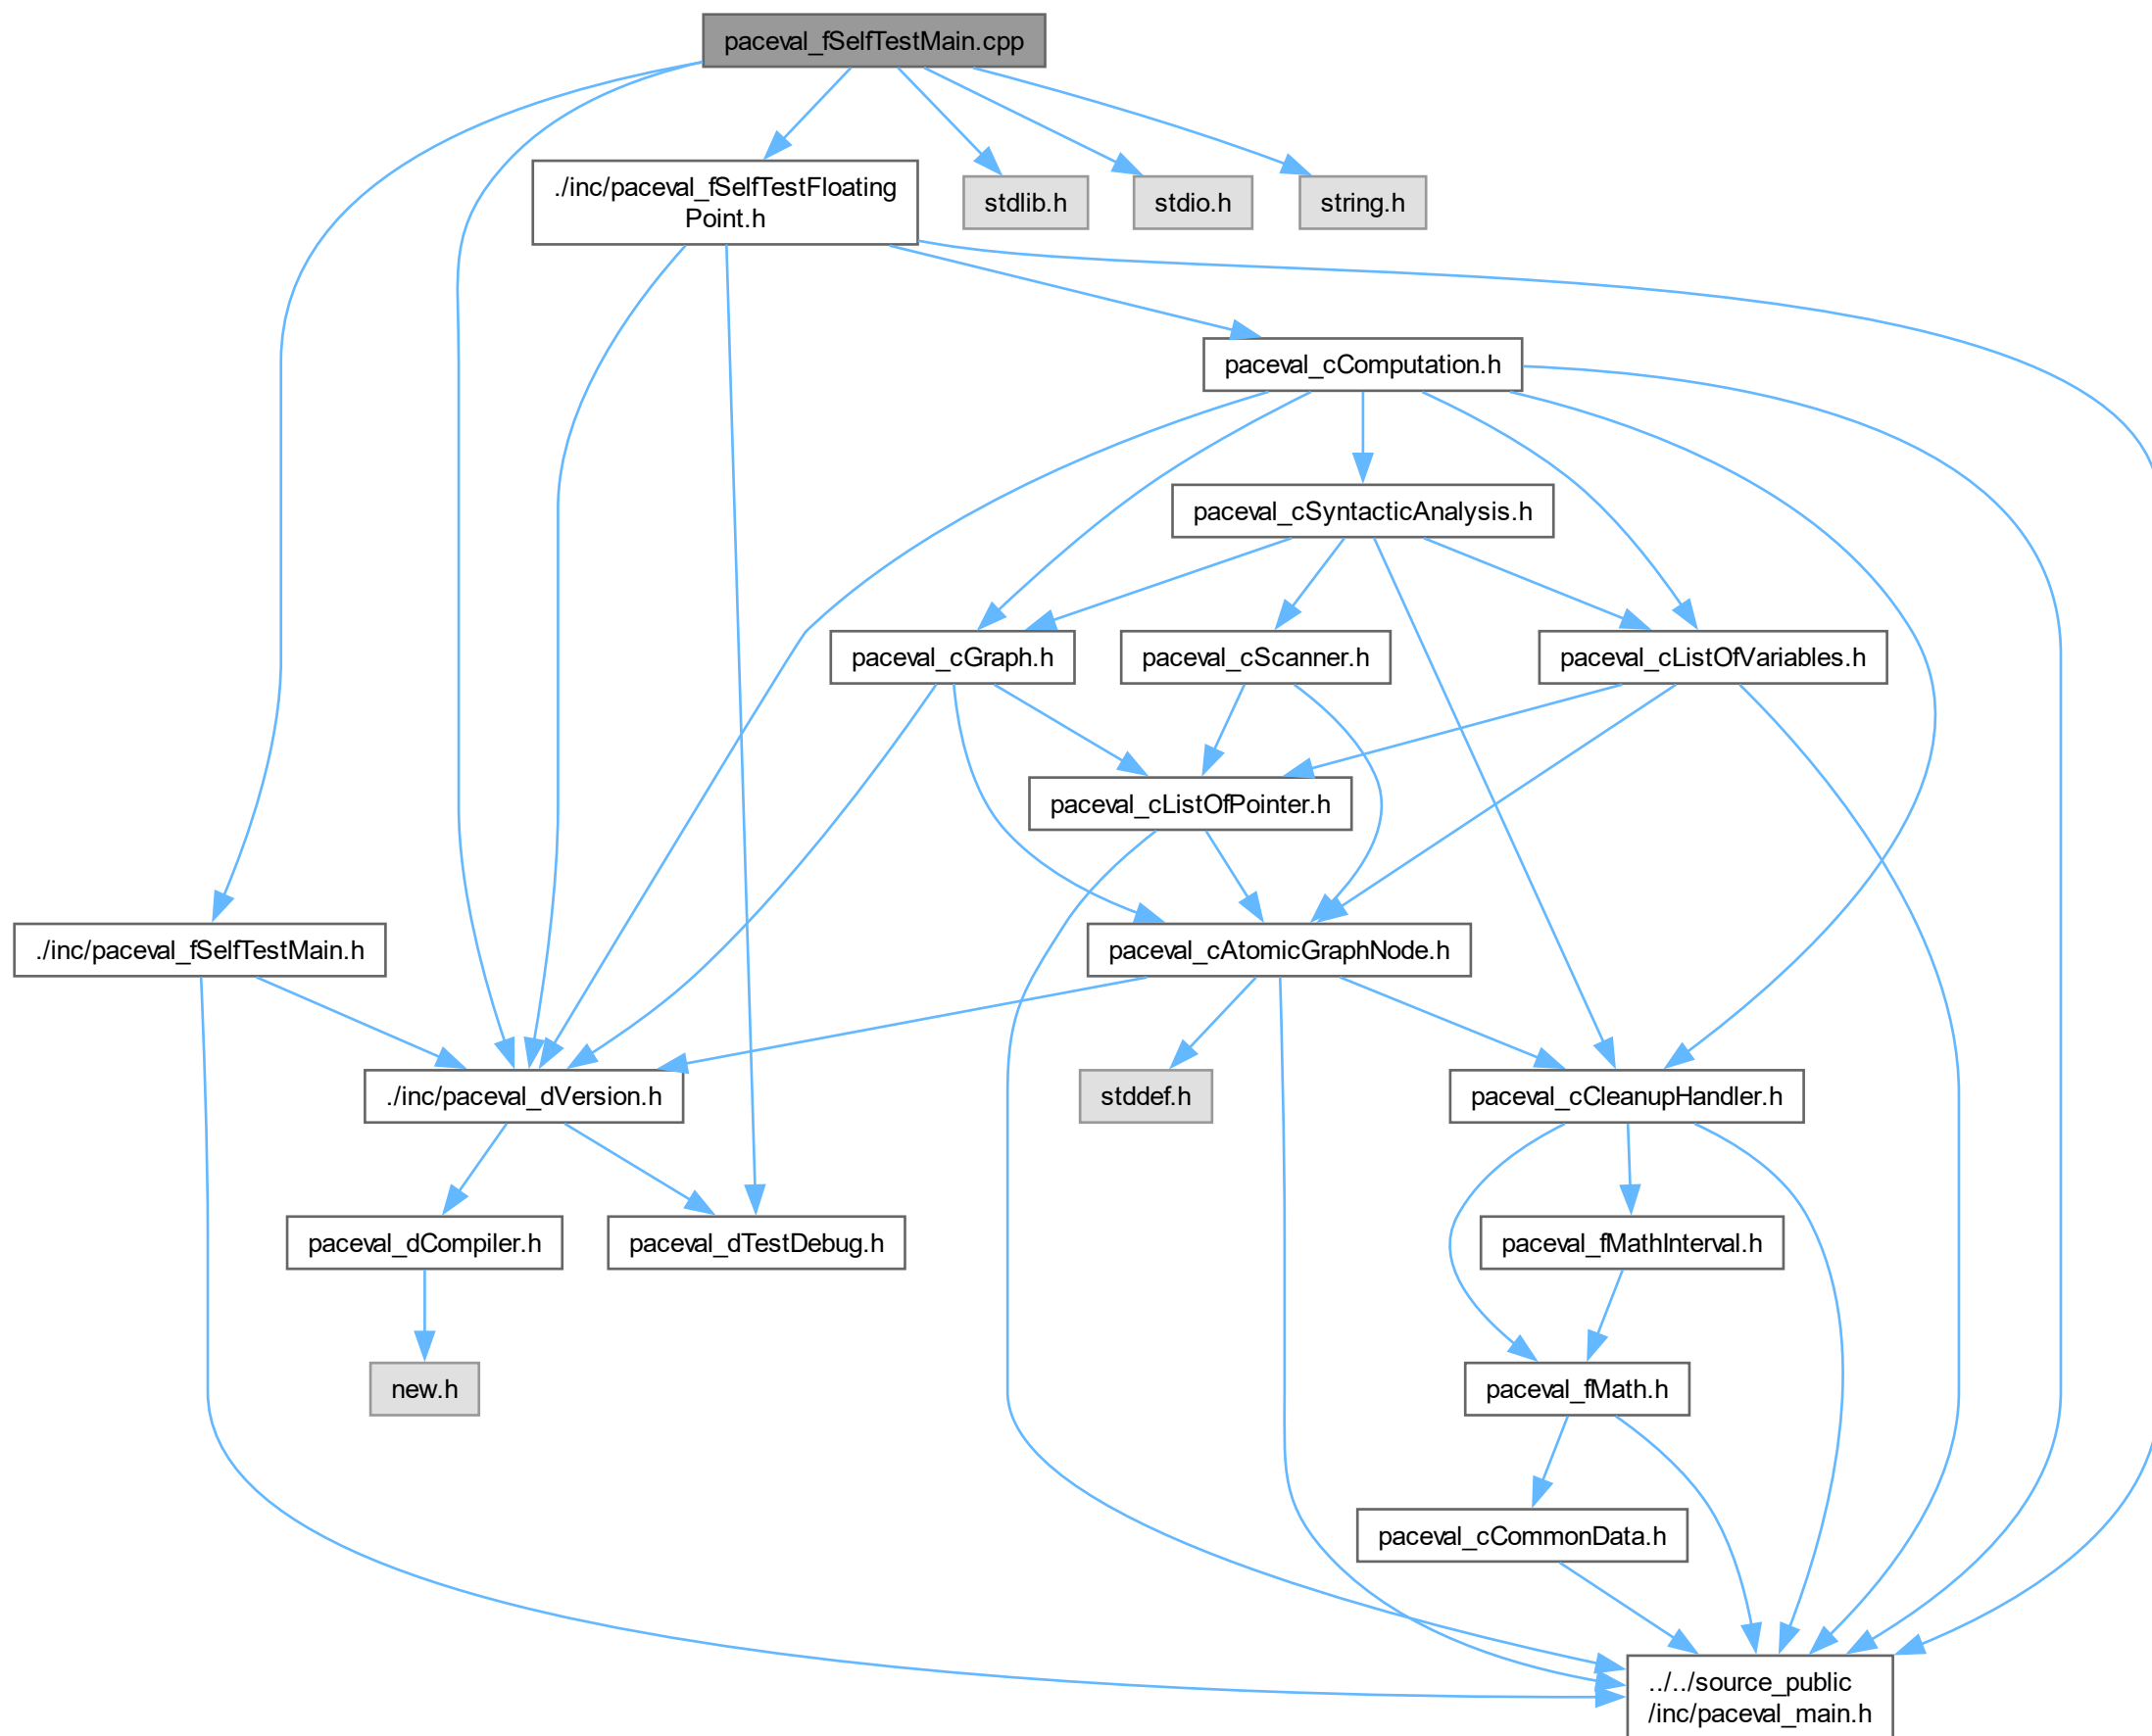 paceval_fSelfTestMain.cpp
./inc/paceval_fSelfTestFloating
Point.h
stdlib.h
stdio.h
string.h
paceval_cComputation.h
paceval_cSyntacticAnalysis.h
paceval_cGraph.h
paceval_cScanner.h
paceval_cListOfVariables.h
paceval_cListOfPointer.h
./inc/paceval_fSelfTestMain.h
paceval_cAtomicGraphNode.h
./inc/paceval_dVersion.h
stddef.h
paceval_cCleanupHandler.h
paceval_dCompiler.h
paceval_dTestDebug.h
paceval_fMathInterval.h
new.h
paceval_fMath.h
paceval_cCommonData.h
../../source_public
/inc/paceval_main.h